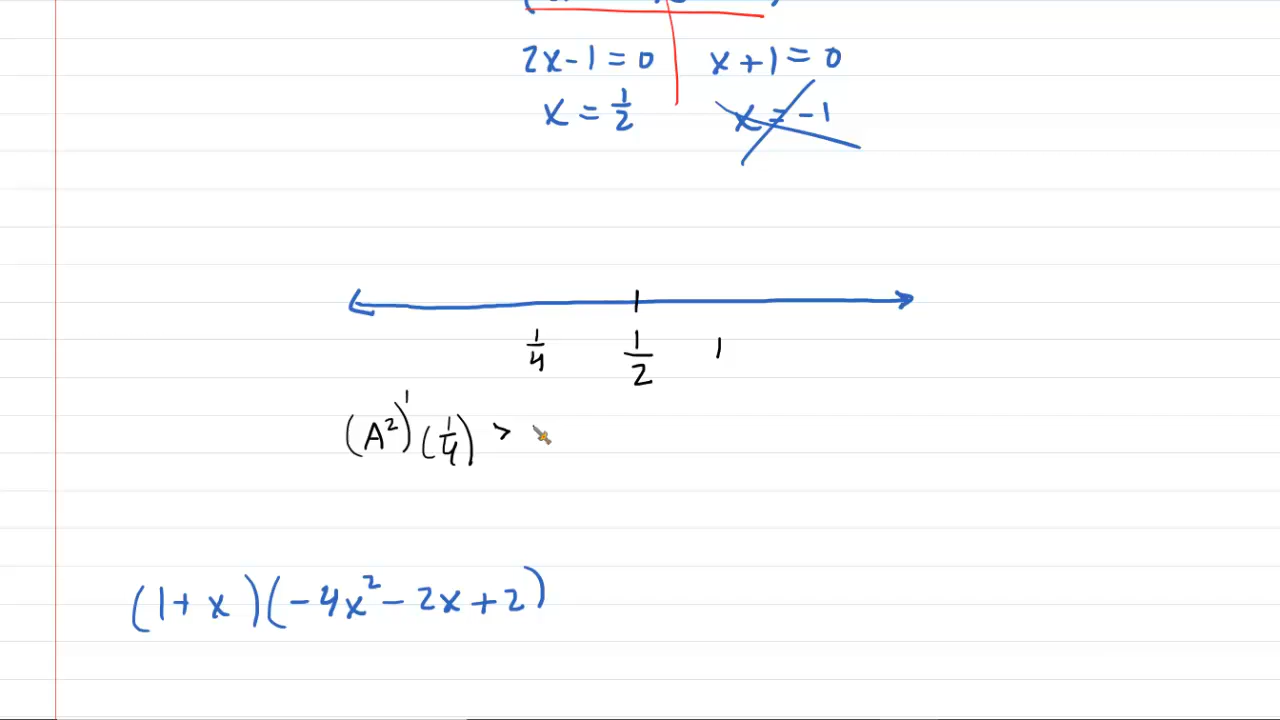 2x-1=0 x+1=0
x=1/2 x=-1
1/4 1/2 1
(A²)'(1/4) >
(1+x)(-4x²-2x+2)